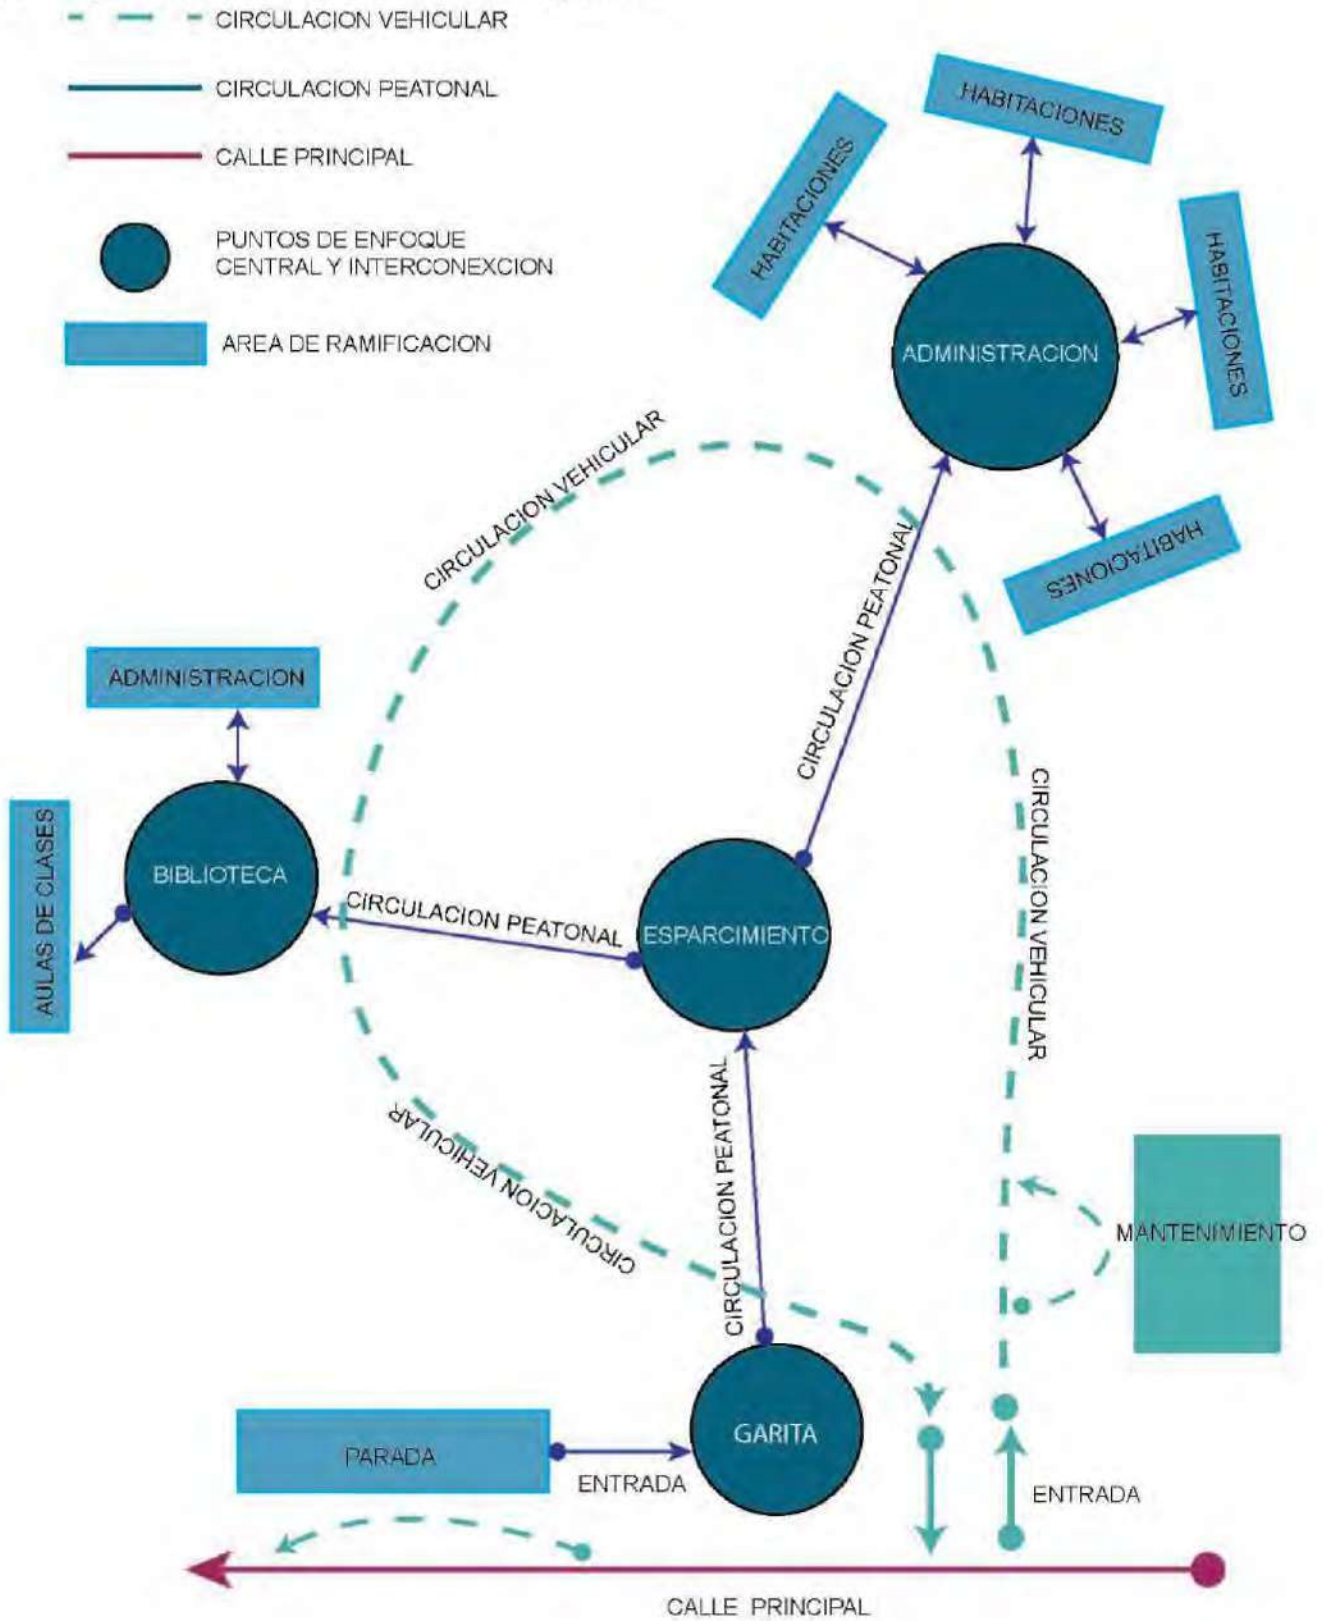 CIRCULACION VEHICULAR
CIRCULACION PEATONAL
CALLE PRINCIPAL
PUNTOS DE ENFOQUE
CENTRAL Y INTERCONEXCION
AREA DE RAMIFICACION
HABITACIONES
HABITACIONES
HABITACIONES
ADMINISTRACION
HABITACIONES
CIRCULACION VEHICULAR
CIRCULACION PEATONAL
ADMINISTRACION
CIRCULACION VEHICULAR
AULAS DE CLASES
BIBLIOTECA
CIRCULACION PEATONAL
ESPARCIMIENTO
CIRCULACION PEATONAL
CIRCULACION VEHICULAR
MANTENIMIENTO
GARITA
PARADA
ENTRADA
ENTRADA
CALLE PRINCIPAL